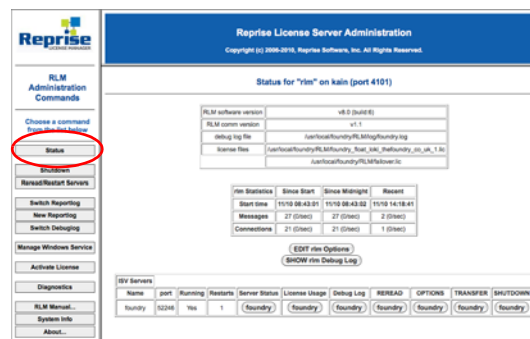 Reprise
LICENSE MANAGER
Reprise License Server Administration
Copyright (c) 2006-2010, Reprise Software, Inc. All Rights Reserved.
RLM
Administration
Commands
Choose a command
from the list below
Status
Shutdown
Reread/Restart Servers
Switch Reportlog
New Reportlog
Switch Debuglog
Manage Windows Service
Activate License
Diagnostics
RLM Manual...
System Info
About...
Status for "rlm" on kain (port 4101)
RLM software version v8.0 (build 6)
RLM comm version v1.1
debug log file /usr/local/foundry/RLM/log/foundry.log
license files /usr/local/foundry/RLM/foundry_float_loki_thefoundry_co_uk_1.lic
/usr/local/foundry/RLM/failover.lic
rlm Statistics Since Start Since Midnight Recent
Start time 11/10 08:43:01 11/10 08:43:02 11/10 14:18:41
Messages 27 (0/sec) 27 (0/sec) 2 (0/sec)
Connections 21 (0/sec) 21 (0/sec) 1 (0/sec)
EDIT rlm Options
SHOW rlm Debug Log
ISV Servers
Name port Running Restarts Server Status License Usage Debug Log REREAD OPTIONS TRANSFER SHUTDOWN
foundry 52246 Yes 1 foundry foundry foundry foundry foundry foundry foundry